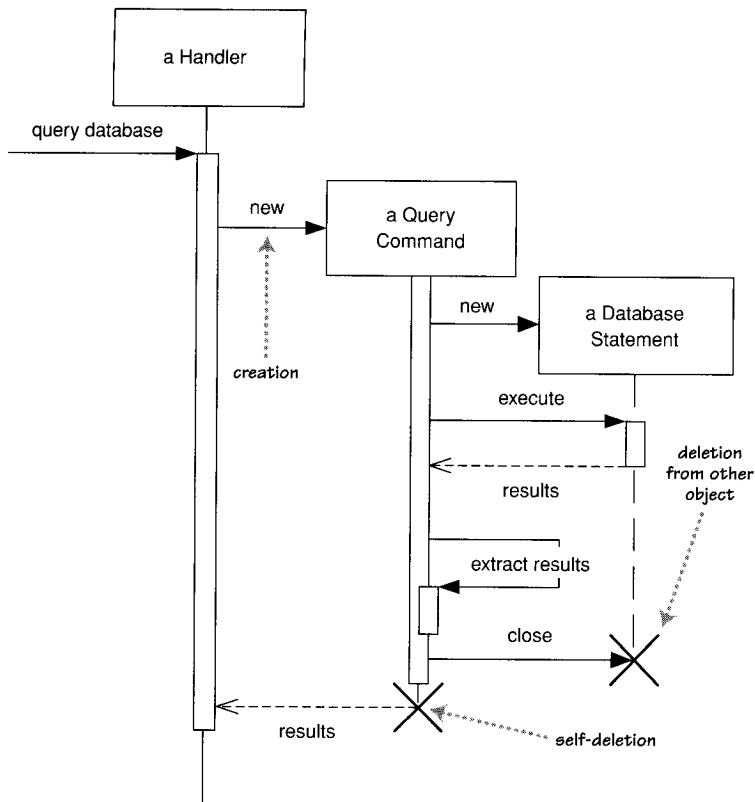 a Handler
query database
new
a Query
Command
creation
new
a Database
Statement
execute
results
deletion
from other
object
extract results
close
results
self-deletion